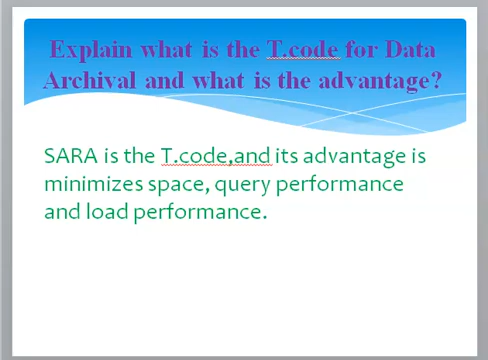 Explain what is the T.code for Data
Archival and what is the advantage?
SARA is the T.code,and its advantage is
minimizes space, query performance
and load performance.